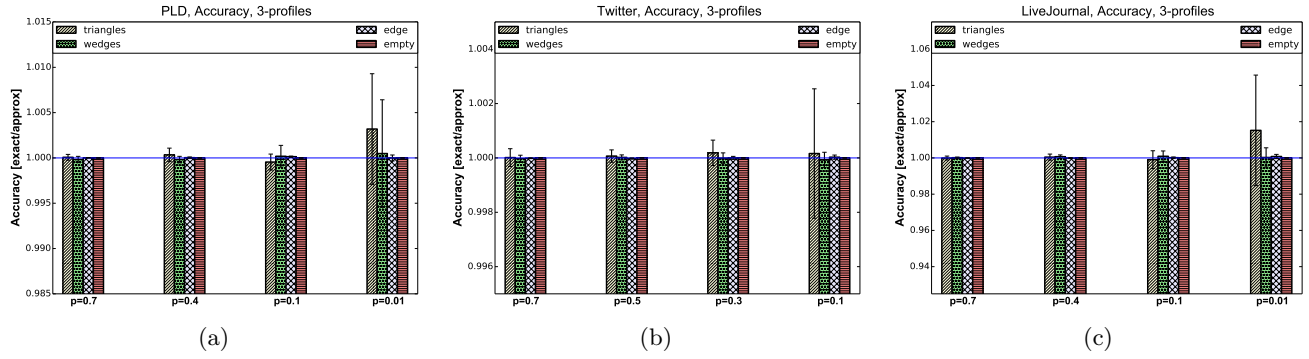 PLD, Accuracy, 3-profiles
triangles
wedges
edge
empty
Accuracy [exact/approx]
1.015
1.010
1.005
1.000
0.995
0.990
0.985
p=0.7
p=0.4
p=0.1
p=0.01
(a)
Twitter, Accuracy, 3-profiles
triangles
wedges
edge
empty
Accuracy [exact/approx]
1.004
1.002
1.000
0.998
0.996
p=0.7
p=0.5
p=0.3
p=0.1
(b)
LiveJournal, Accuracy, 3-profiles
triangles
wedges
edge
empty
Accuracy [exact/approx]
1.06
1.04
1.02
1.00
0.98
0.96
0.94
p=0.7
p=0.4
p=0.1
p=0.01
(c)